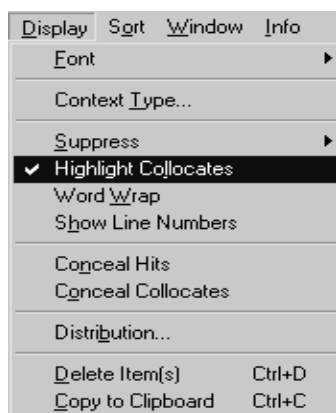 Display Sort Window Info
Font
Context Type...
Suppress
Highlight Collocates
Word Wrap
Show Line Numbers
Conceal Hits
Conceal Collocates
Distribution...
Delete Item(s) Ctrl+D
Copy to Clipboard Ctrl+C